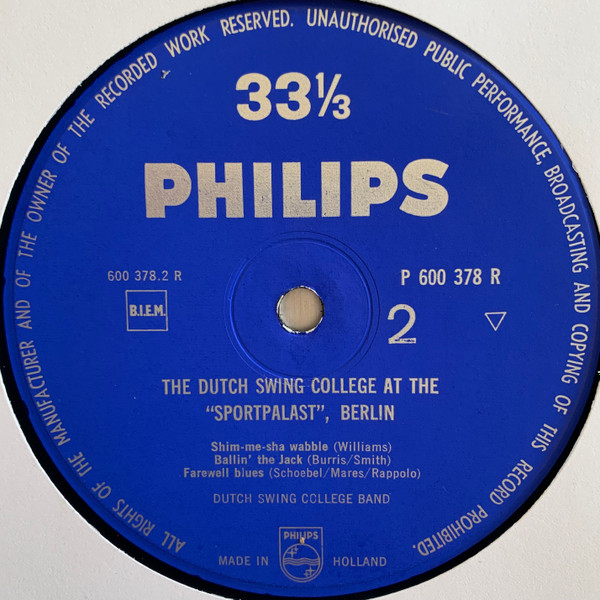 ALL RIGHTS OF THE MANUFACTURER AND OF THE OWNER OF THE RECORDED WORK RESERVED. UNAUTHORISED PUBLIC PERFORMANCE, BROADCASTING AND COPYING OF THIS RECORD PROHIBITED.
33⅓
PHILIPS
600 378.2 R
P 600 378 R
B.I.E.M.
2
THE DUTCH SWING COLLEGE AT THE
“SPORTPALAST”, BERLIN
Shim-me-sha wabble (Williams)
Ballin' the Jack (Burris/Smith)
Farewell blues (Schoebel/Mares/Rappolo)
DUTCH SWING COLLEGE BAND
PHILIPS
MADE IN HOLLAND